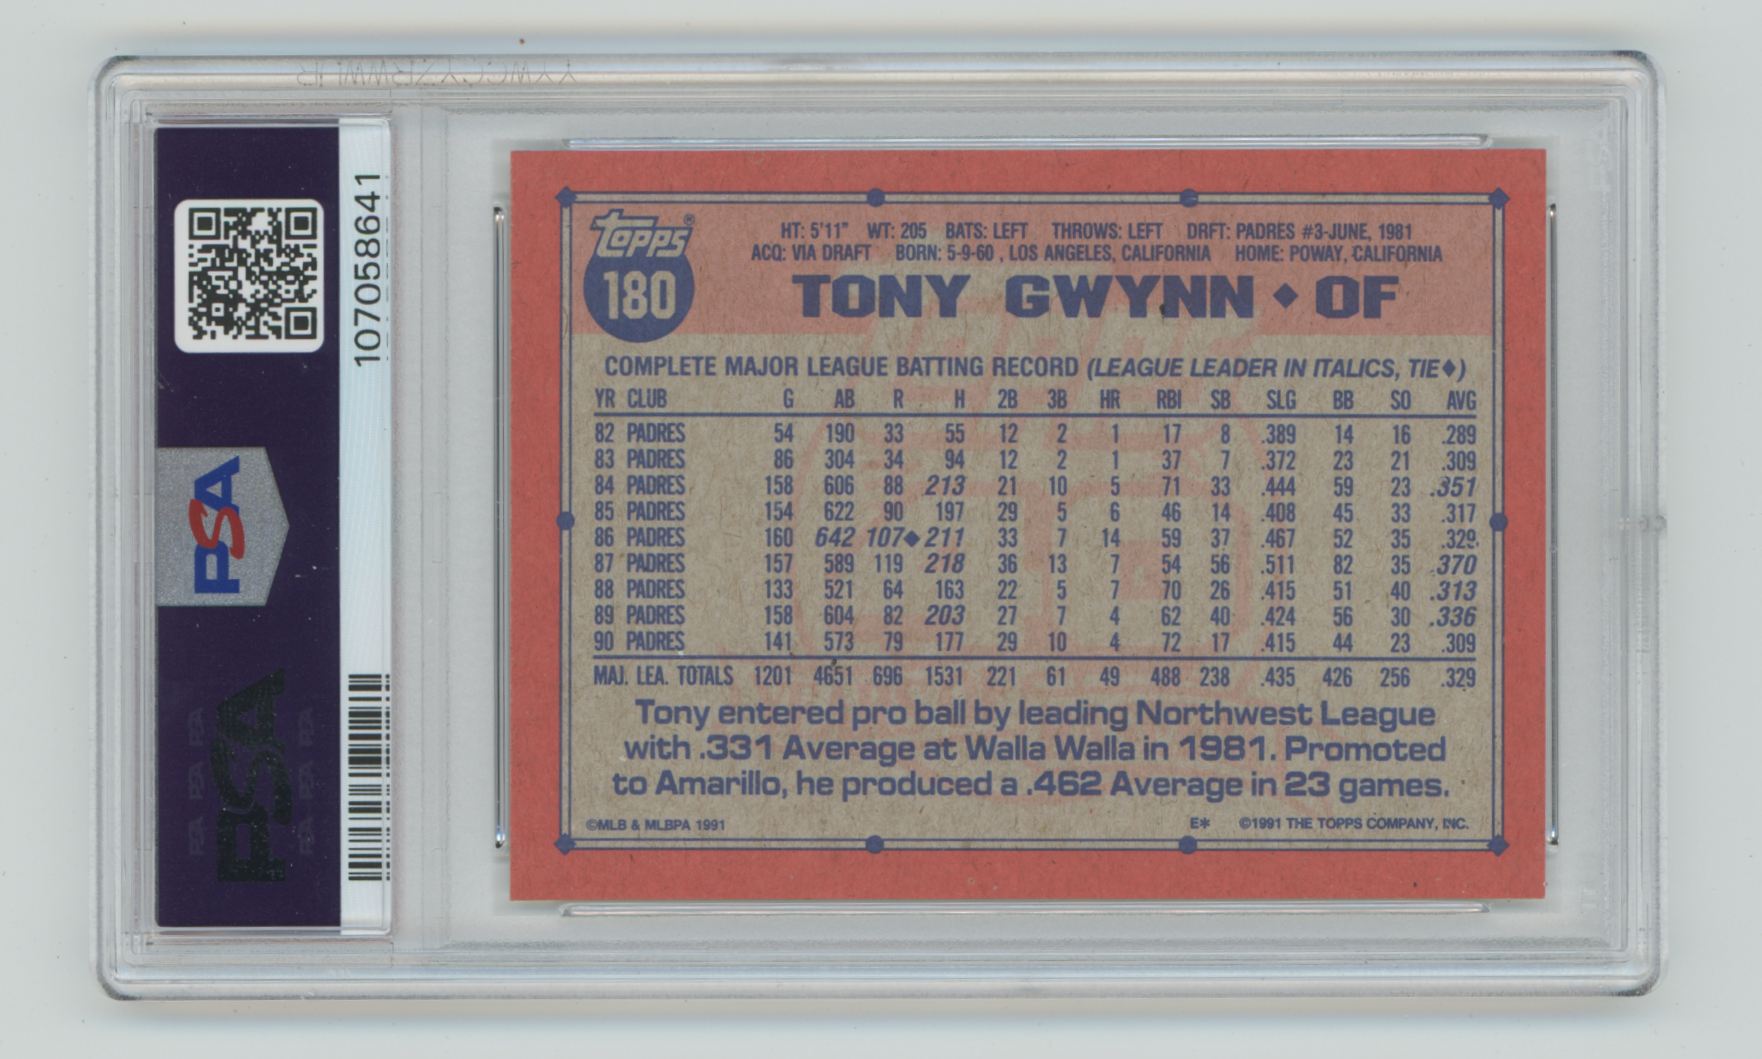 107058641
PSA
PSA
topps®
180
HT: 5'11" WT: 205 BATS: LEFT THROWS: LEFT DRFT: PADRES #3-JUNE, 1981
ACQ: VIA DRAFT BORN: 5-9-60 , LOS ANGELES, CALIFORNIA HOME: POWAY, CALIFORNIA
TONY GWYNN ◆ OF
COMPLETE MAJOR LEAGUE BATTING RECORD (LEAGUE LEADER IN ITALICS, TIE◆)
YR CLUB G AB R H 2B 3B HR RBI SB SLG BB SO AVG
82 PADRES 54 190 33 55 12 2 1 17 8 .389 14 16 .289
83 PADRES 86 304 34 94 12 2 1 37 7 .372 23 21 .309
84 PADRES 158 606 88 213 21 10 5 71 33 .444 59 23 .351
85 PADRES 154 622 90 197 29 5 6 46 14 .408 45 33 .317
86 PADRES 160 642 107◆ 211 33 7 14 59 37 .467 52 35 .329
87 PADRES 157 589 119 218 36 13 7 54 56 .511 82 35 .370
88 PADRES 133 521 64 163 22 5 7 70 26 .415 51 40 .313
89 PADRES 158 604 82 203 27 7 4 62 40 .424 56 30 .336
90 PADRES 141 573 79 177 29 10 4 72 17 .415 44 23 .309
MAJ. LEA. TOTALS 1201 4651 696 1531 221 61 49 488 238 .435 426 256 .329
Tony entered pro ball by leading Northwest League
with .331 Average at Walla Walla in 1981. Promoted
to Amarillo, he produced a .462 Average in 23 games.
©MLB & MLBPA 1991 E* ©1991 THE TOPPS COMPANY, INC.